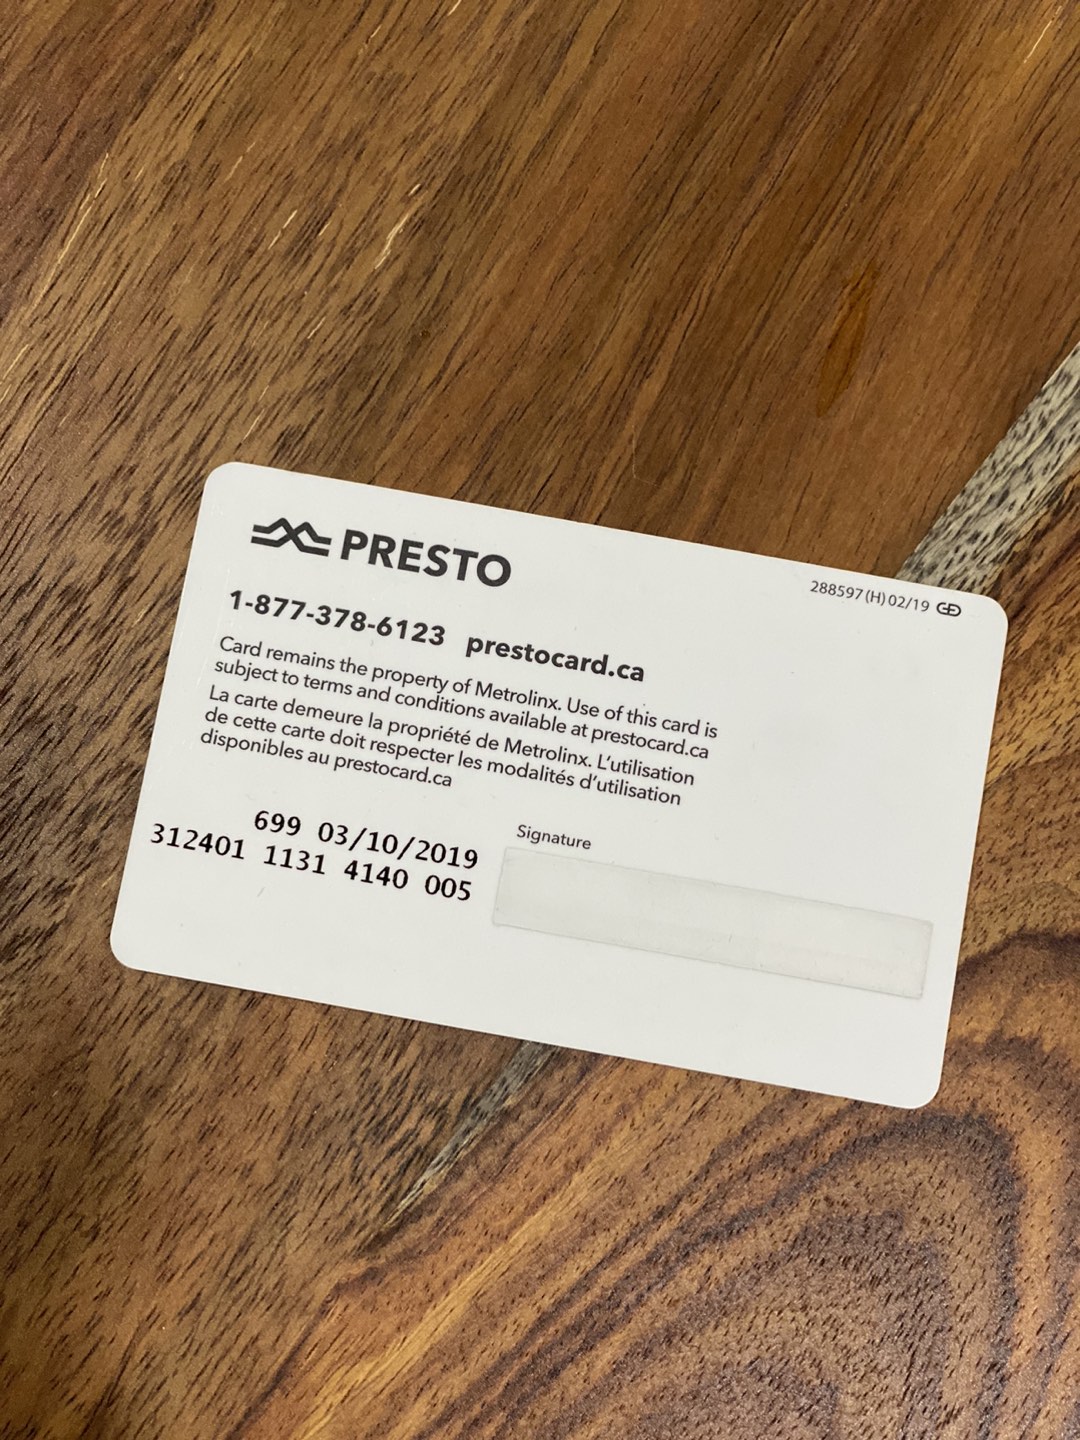 PRESTO
288597 (H) 02/19 GD
1-877-378-6123 prestocard.ca
Card remains the property of Metrolinx. Use of this card is
subject to terms and conditions available at prestocard.ca
La carte demeure la propriété de Metrolinx. L'utilisation
de cette carte doit respecter les modalités d'utilisation
disponibles au prestocard.ca
699 03/10/2019
312401 1131 4140 005
Signature